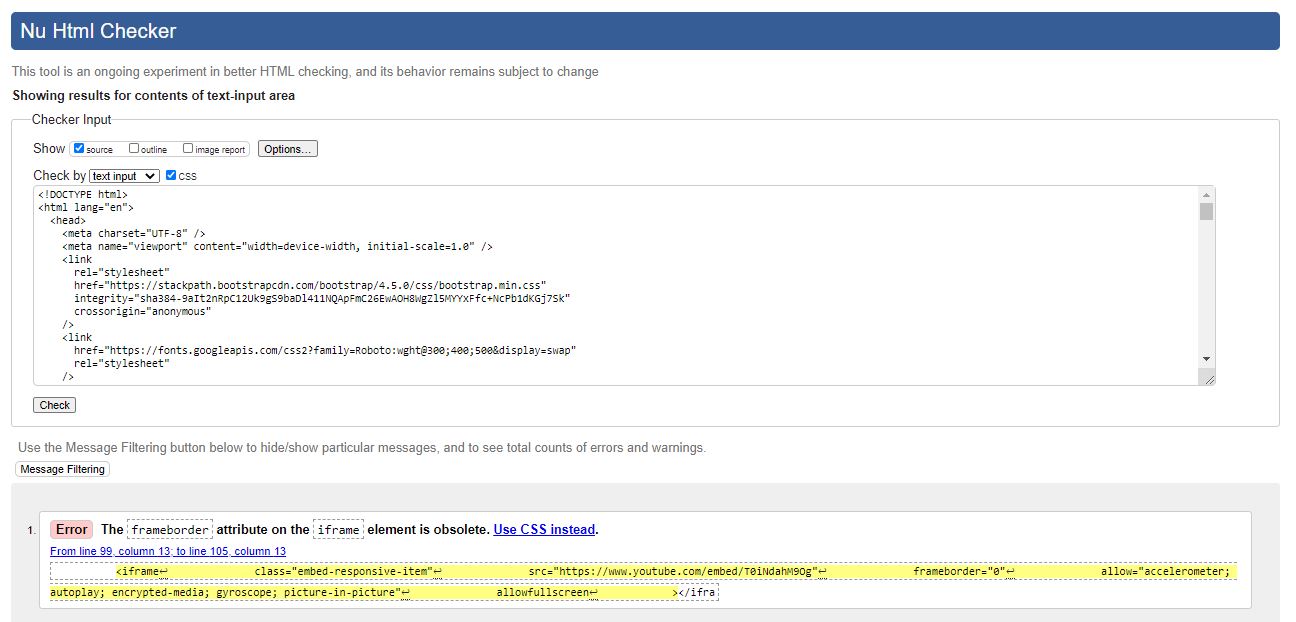 Nu Html Checker
This tool is an ongoing experiment in better HTML checking, and its behavior remains subject to change
Showing results for contents of text-input area
Checker Input
Show source outline image report Options...
Check by text input css
<!DOCTYPE html>
<html lang="en">
<head>
<meta charset="UTF-8" />
<meta name="viewport" content="width=device-width, initial-scale=1.0" />
<link
rel="stylesheet"
href="https://stackpath.bootstrapcdn.com/bootstrap/4.5.0/css/bootstrap.min.css"
integrity="sha384-9aIt2nRpC12Uk9gS9baDl411NQApFmC26EwAOH8WgZl5MYYxFfc+NcPb1dKGj7Sk"
crossorigin="anonymous"
/>
<link
href="https://fonts.googleapis.com/css2?family=Roboto:wght@300;400;500&display=swap"
rel="stylesheet"
/>
Check
Use the Message Filtering button below to hide/show particular messages, and to see total counts of errors and warnings.
Message Filtering
1. Error The frameborder attribute on the iframe element is obsolete. Use CSS instead.
From line 99, column 13; to line 105, column 13
<iframe↩ class="embed-responsive-item"↩ src="https://www.youtube.com/embed/T0iNdahM9Og"↩ frameborder="0"↩ allow="accelerometer;
autoplay; encrypted-media; gyroscope; picture-in-picture"↩ allowfullscreen↩ ></ifra